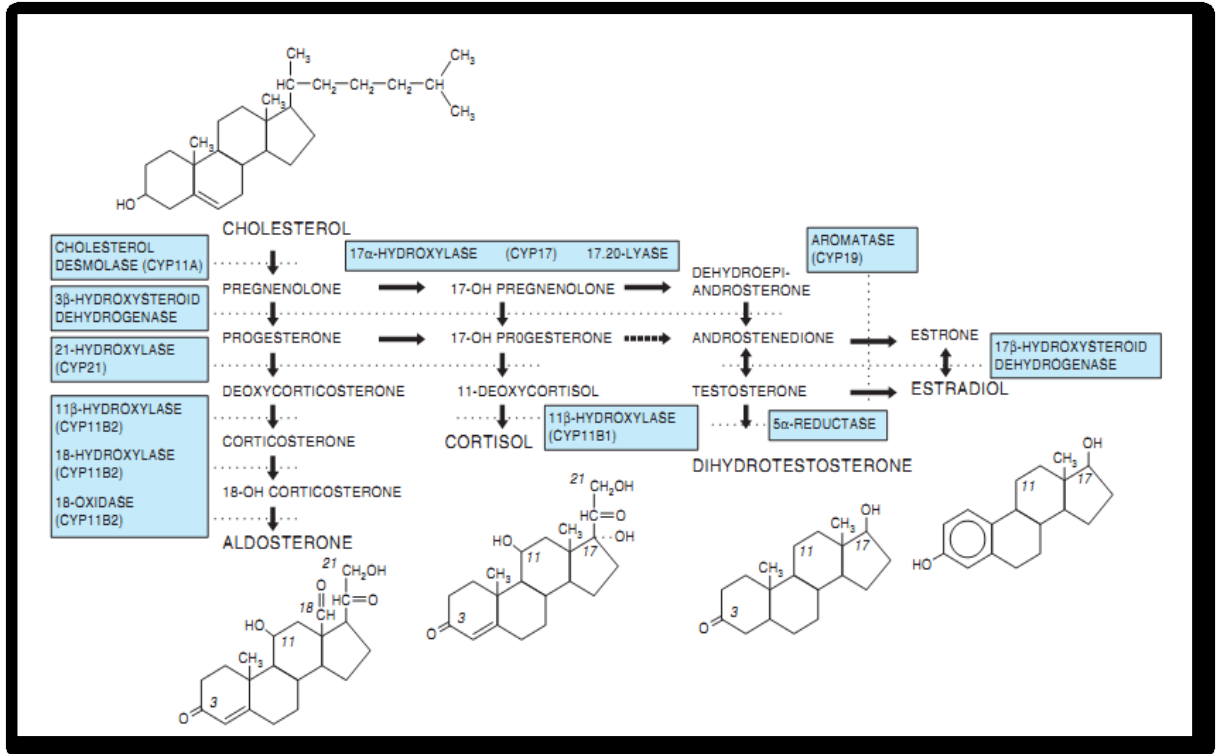 CH₃
CH₃
HC—CH₂—CH₂—CH₂—CH
CH₃
CH₃
CH₃
HO
CHOLESTEROL
CHOLESTEROL
DESMOLASE (CYP11A)
17α-HYDROXYLASE (CYP17) 17.20-LYASE
AROMATASE
(CYP19)
PREGNENOLONE
17-OH PREGNENOLONE
DEHYDROEPI-
ANDROSTERONE
3β-HYDROXYSTEROID
DEHYDROGENASE
PROGESTERONE
17-OH PROGESTERONE
ANDROSTENEDIONE
ESTRONE
17β-HYDROXYSTEROID
DEHYDROGENASE
21-HYDROXYLASE
(CYP21)
DEOXYCORTICOSTERONE
11-DEOXYCORTISOL
TESTOSTERONE
ESTRADIOL
11β-HYDROXYLASE
(CYP11B2)
18-HYDROXYLASE
(CYP11B2)
18-OXIDASE
(CYP11B2)
CORTICOSTERONE
CORTISOL
11β-HYDROXYLASE
(CYP11B1)
5α-REDUCTASE
DIHYDROTESTOSTERONE
18-OH CORTICOSTERONE
ALDOSTERONE
21
CH₂OH
O
HC=O
18
CH
HO
11
CH₃
3
O
21
CH₂OH
HC=O
CH₃
17
OH
HO
11
CH₃
3
O
OH
CH₃
17
11
CH₃
3
O
OH
CH₃
17
11
HO